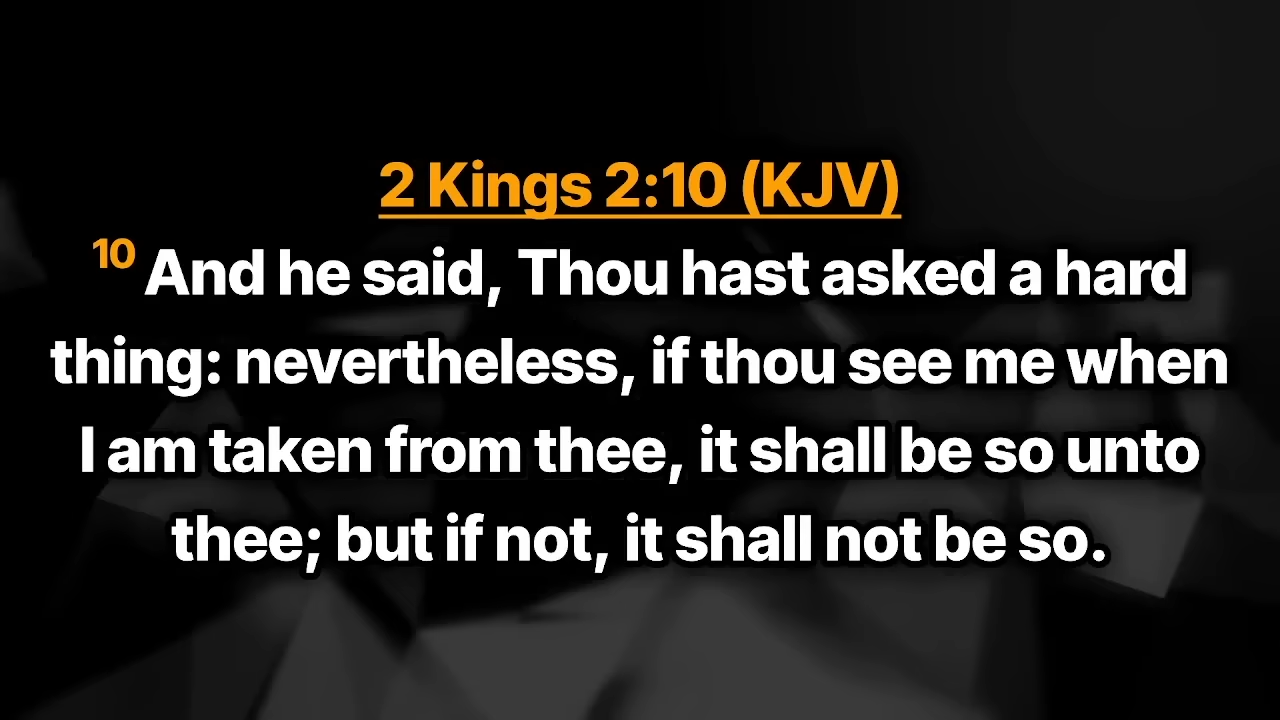 2 Kings 2:10 (KJV)
10 And he said, Thou hast asked a hard
thing: nevertheless, if thou see me when
I am taken from thee, it shall be so unto
thee; but if not, it shall not be so.